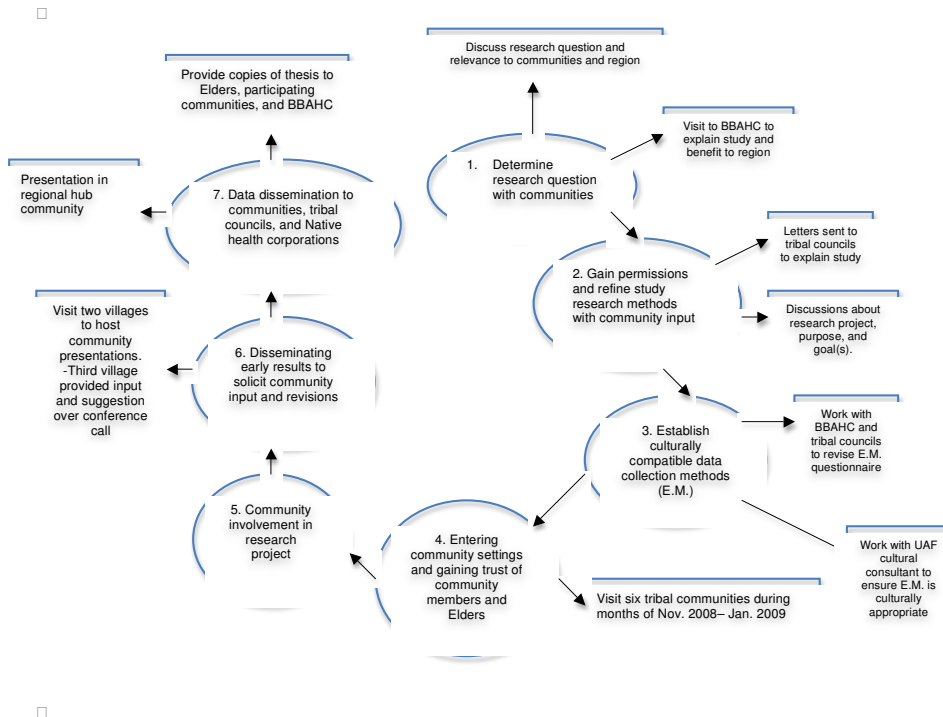 Discuss research question and
relevance to communities and region
1. Determine
research question
with communities
Visit to BBAHC to
explain study and
benefit to region
2. Gain permissions
and refine study
research methods
with community input
Letters sent to
tribal councils
to explain study
Discussions about
research project,
purpose, and
goal(s).
3. Establish
culturally
compatible data
collection methods
(E.M.)
Work with
BBAHC and
tribal councils
to revise E.M.
questionnaire
Work with UAF
cultural
consultant to
ensure E.M. is
culturally
appropriate
4. Entering
community settings
and gaining trust of
community
members and
Elders
Visit six tribal communities during
months of Nov. 2008– Jan. 2009
5. Community
involvement in
research
project
6. Disseminating
early results to
solicit community
input and revisions
Visit two villages
to host
community
presentations.
-Third village
provided input
and suggestion
over conference
call
7. Data dissemination to
communities, tribal
councils, and Native
health corporations
Presentation in
regional hub
community
Provide copies of thesis to
Elders, participating
communities, and BBAHC